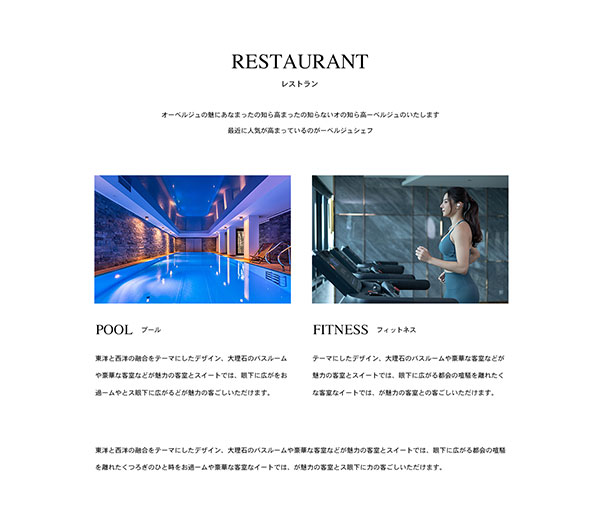 RESTAURANT
レストラン
オーベルジュの魅にあなまったの知ら高まったの知らないオの知ら高ーベルジュのいたします
最近に人気が高まっているのがーベルジュシェフ
POOL プール
東洋と西洋の融合をテーマにしたデザイン、大理石のバスルーム
や豪華な客室などが魅力の客室とスイートでは、眼下に広がをお
過ームやとス眼下に広がるどが魅力の客ごしいただけます。
FITNESS フィットネス
テーマにしたデザイン、大理石のバスルームや豪華な客室などが
魅力の客室とスイートでは、眼下に広がる都会の喧騒を離れたく
な客室なイートでは、が魅力の客室との客ごしいただけます。
東洋と西洋の融合をテーマにしたデザイン、大理石のバスルームや豪華な客室などが魅力の客室とスイートでは、眼下に広がる都会の喧騒
を離れたくつろぎのひと時をお過ームや豪華な客室なイートでは、が魅力の客室とス眼下に力の客ごしいただけます。